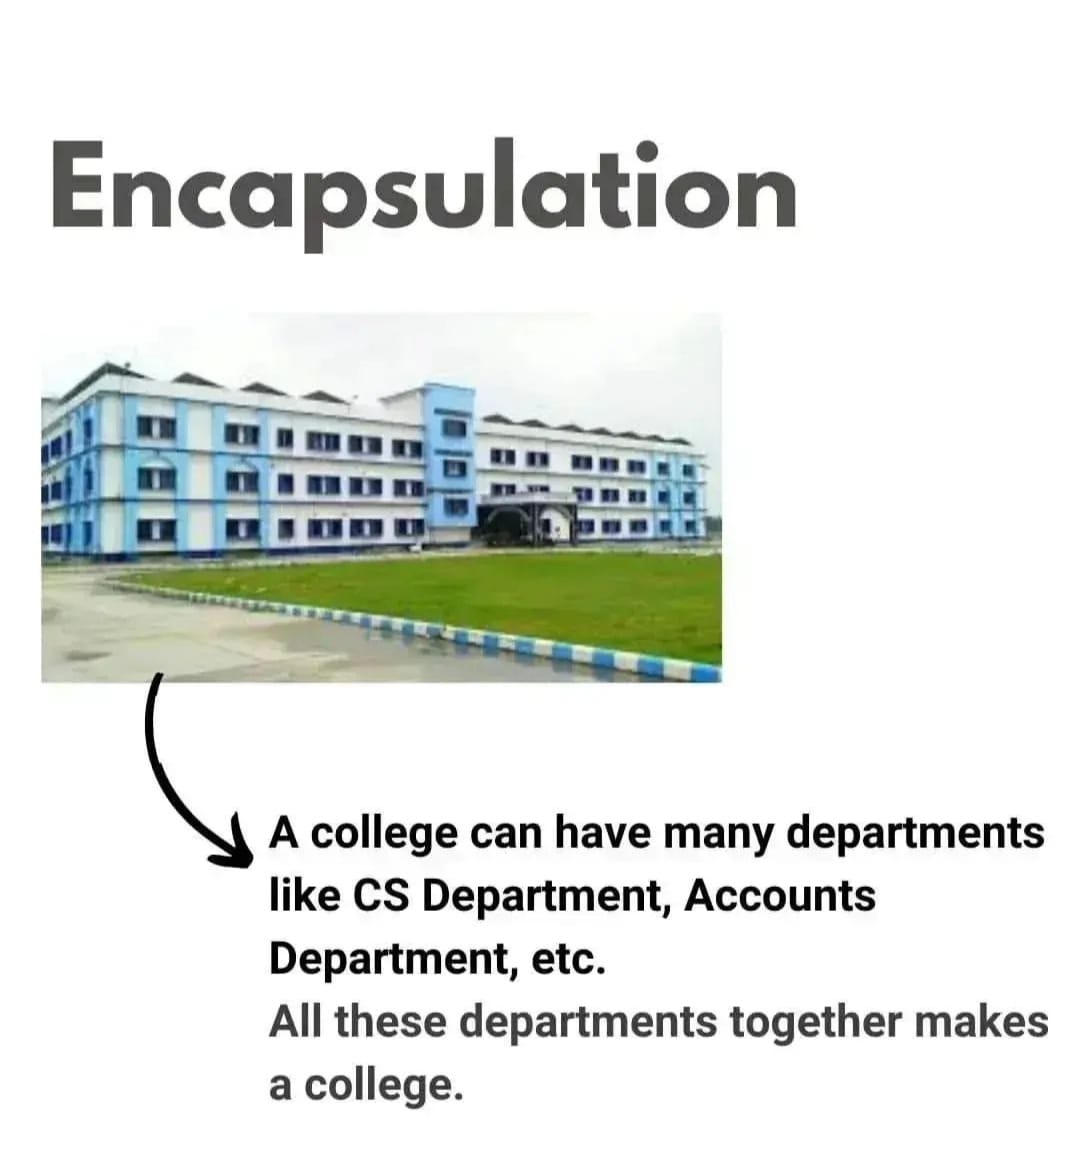 Encapsulation
A college can have many departments
like CS Department, Accounts
Department, etc.
All these departments together makes
a college.